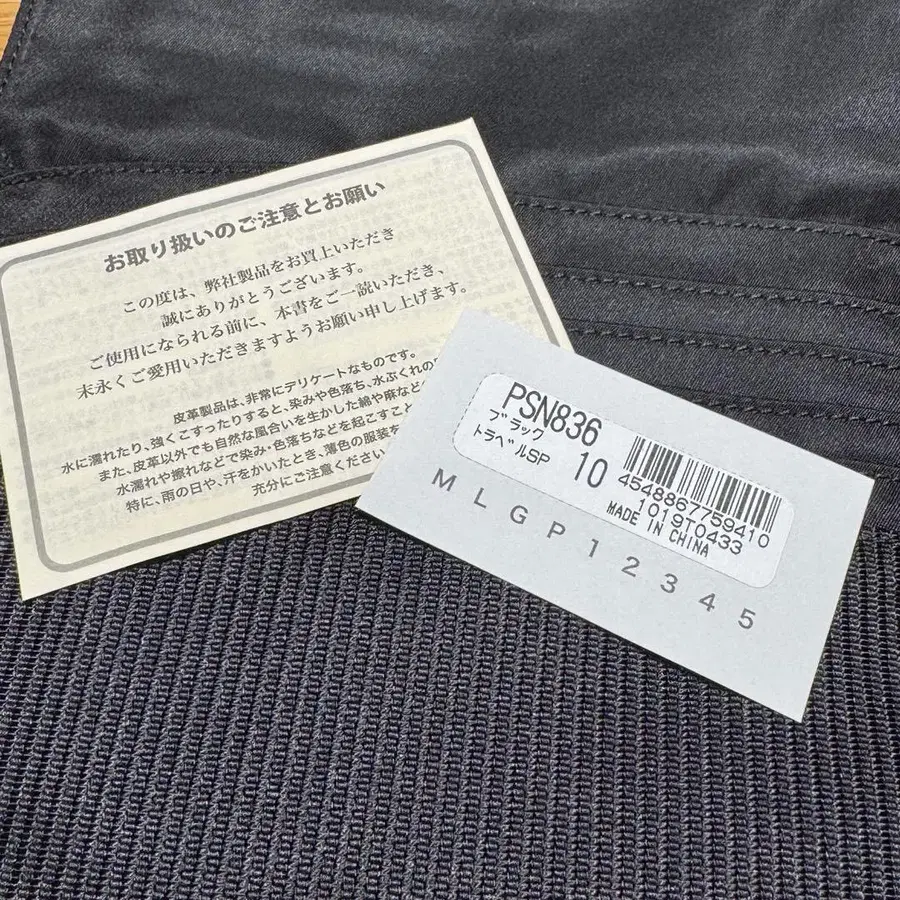 お取り扱いのご注意とお願い
この度は、弊社製品をお買上いただき
誠にありがとうございます。
ご使用になられる前に、本書をご一読いただき、
末永くご愛用いただきますようお願い申し上げます。
皮革製品は、非常にデリケートなものです。
水に濡れたり、強くこすったりすると、染みや色落ち、水ぶくれの
また、皮革以外でも自然な風合いを生かした綿や麻など
水濡れや擦れなどで染み・色落ちなどを起こすこと
特に、雨の日や、汗をかいたとき、薄色の服装を
充分にご注意ください
PSN836
ブラック
トラベルSP 10
4548867759410
1019T0433
MADE IN CHINA
M L G P 1 2 3 4 5